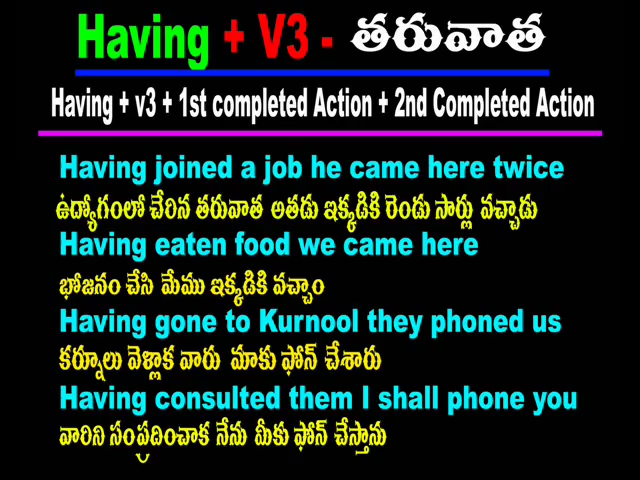 Having + V3 - తరువాత
Having + v3 + 1st completed Action + 2nd Completed Action
Having joined a job he came here twice
ఉద్యోగంలో చేరిన తరువాత అతడు ఇక్కడికి రెండు సార్లు వచ్చాడు
Having eaten food we came here
భోజనం చేసి మేము ఇక్కడికి వచ్చాం
Having gone to Kurnool they phoned us
కర్నూలు వెళ్లాక వారు మాకు ఫోన్ చేశారు
Having consulted them I shall phone you
వారిని సంప్రదించాక నేను మీకు ఫోన్ చేస్తాను